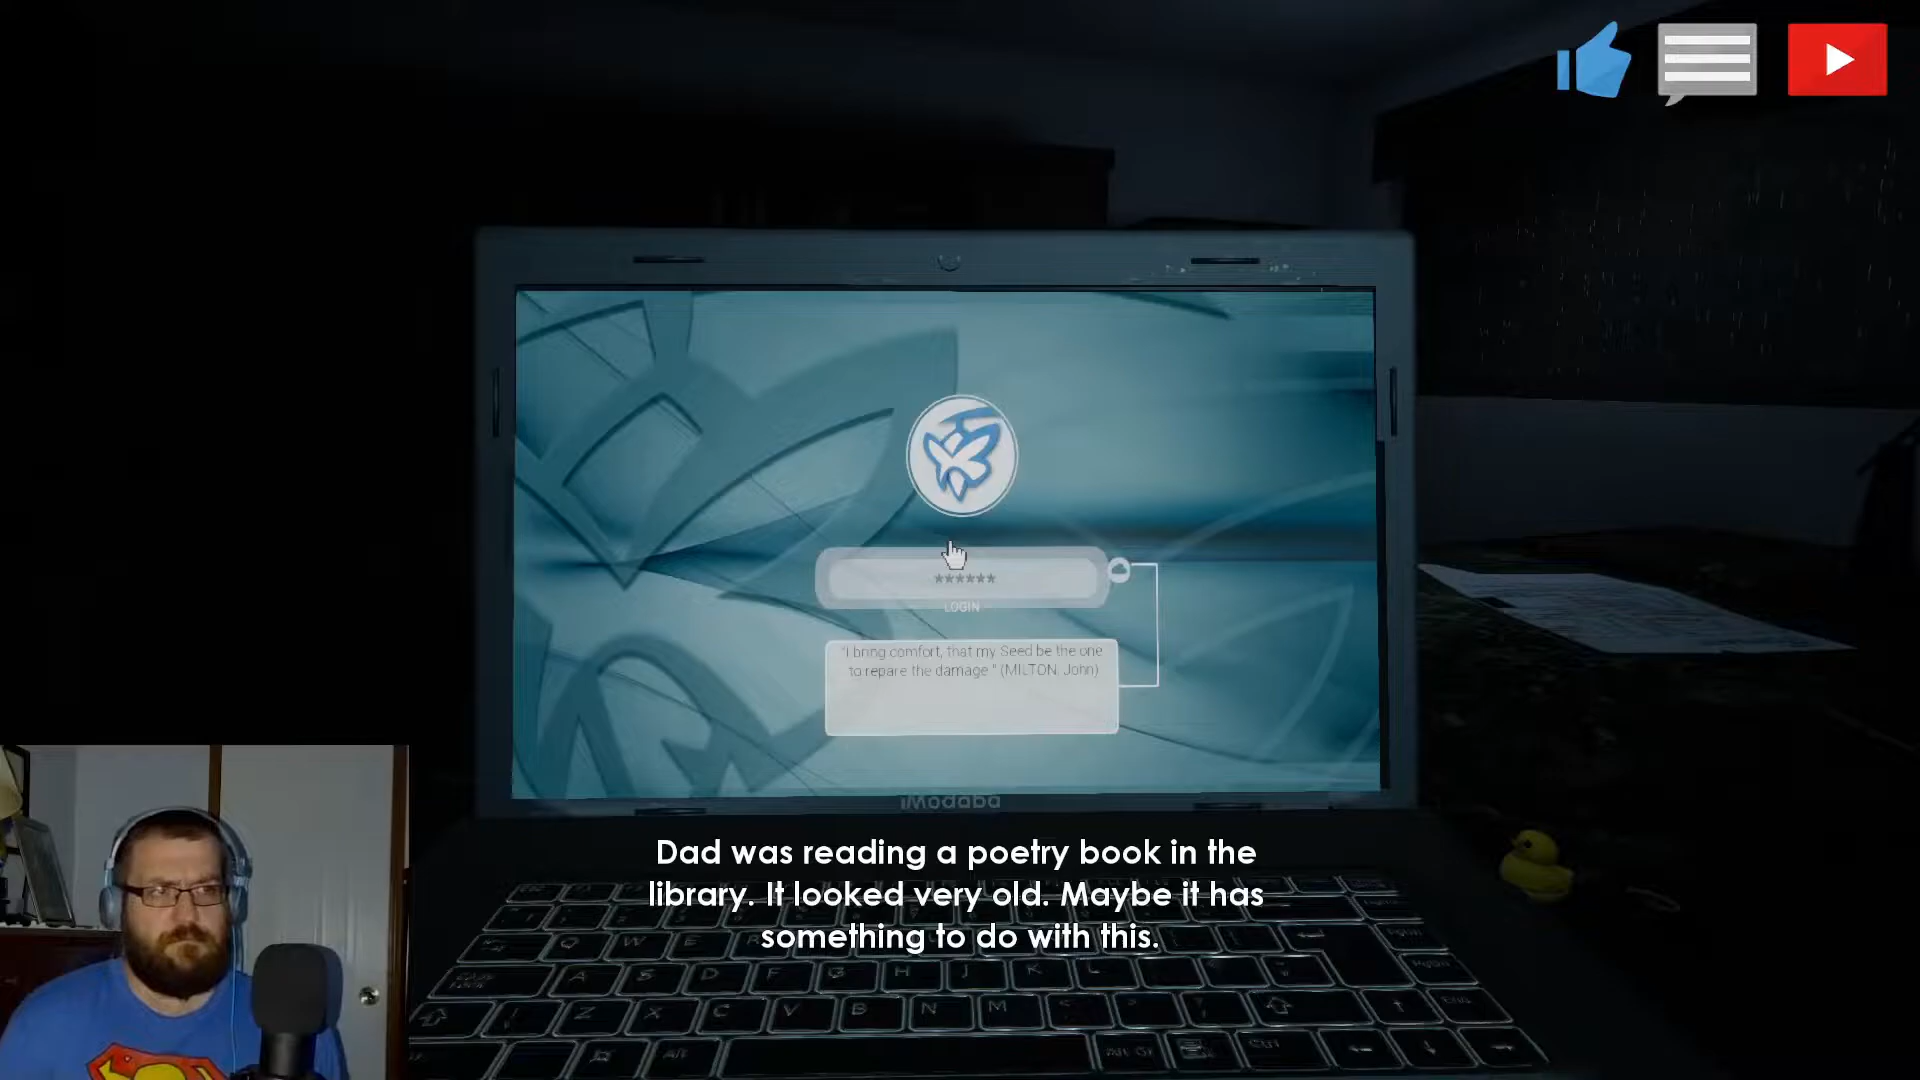 ******
LOGIN
"I bring comfort, that my Seed be the one
to repare the damage." (MILTON. John)
iModaba
Dad was reading a poetry book in the
library. It looked very old. Maybe it has
something to do with this.
Q W E
A S D F G H J K L
Z X C V B N M